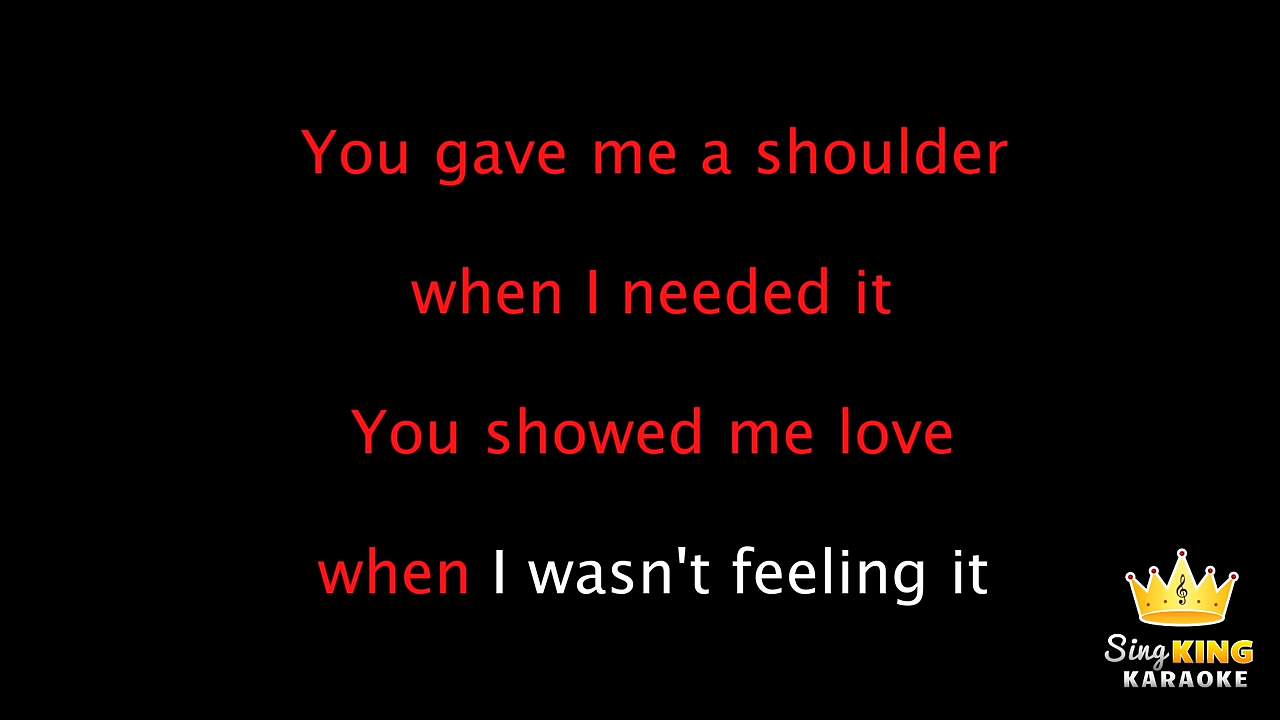 You gave me a shoulder
when I needed it
You showed me love
when I wasn't feeling it
Sing KING
KARAOKE